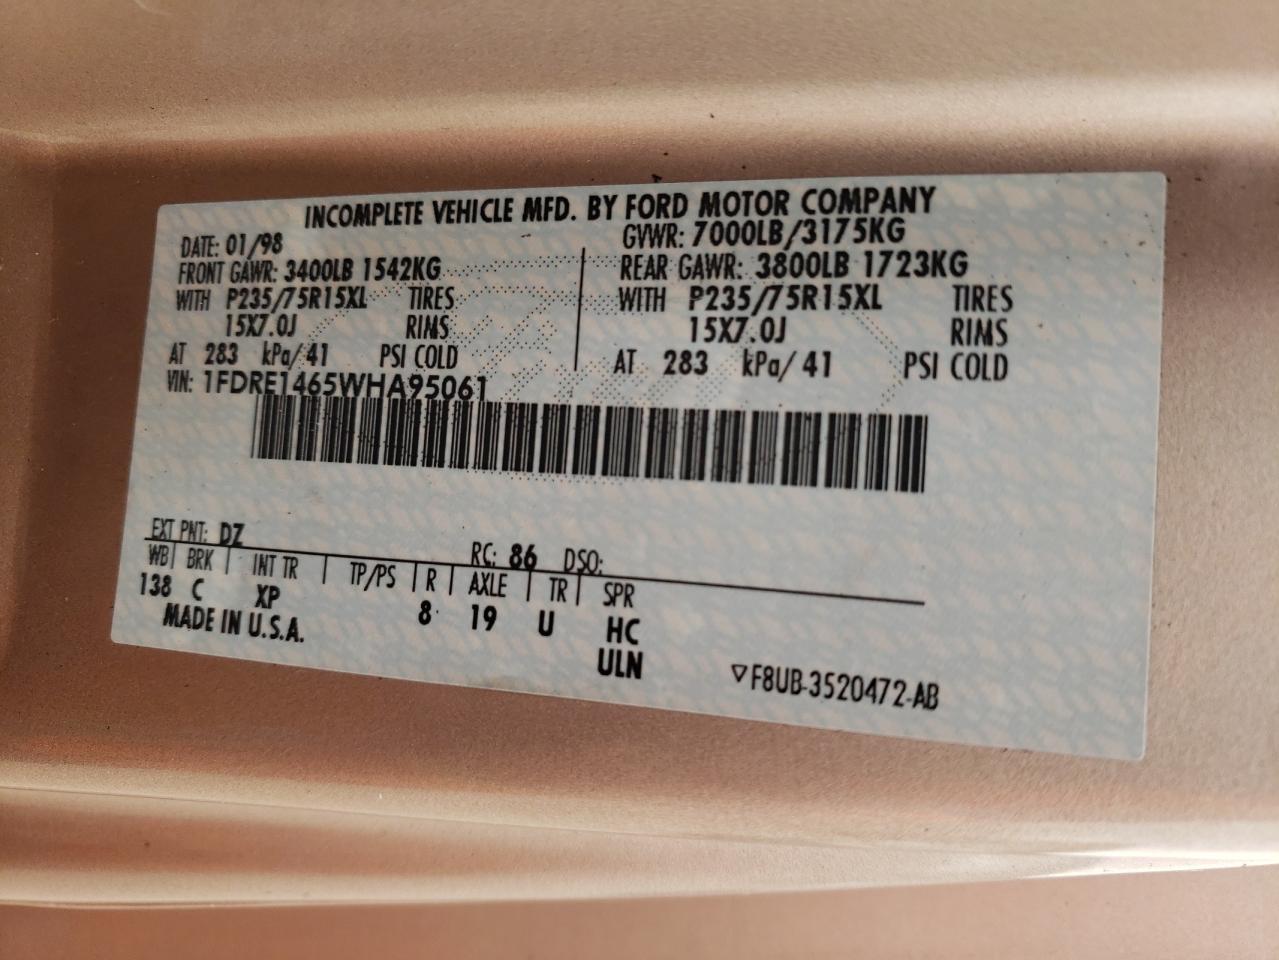 INCOMPLETE VEHICLE MFD. BY FORD MOTOR COMPANY
DATE: 01/98 GVWR: 7000LB/3175KG
FRONT GAWR: 3400LB 1542KG REAR GAWR: 3800LB 1723KG
WITH P235/75R15XL TIRES WITH P235/75R15XL TIRES
15X7.0J RIMS 15X7.0J RIMS
AT 283 kPa/41 PSI COLD AT 283 kPa/41 PSI COLD
VIN: 1FDRE1465WHA95061
EXT PNT: DZ RC: 86 DSO:
WB BRK INT TR TP/PS R AXLE TR SPR
138 C XP 8 19 U HC
MADE IN U.S.A. ULN
▽F8UB-3520472-AB